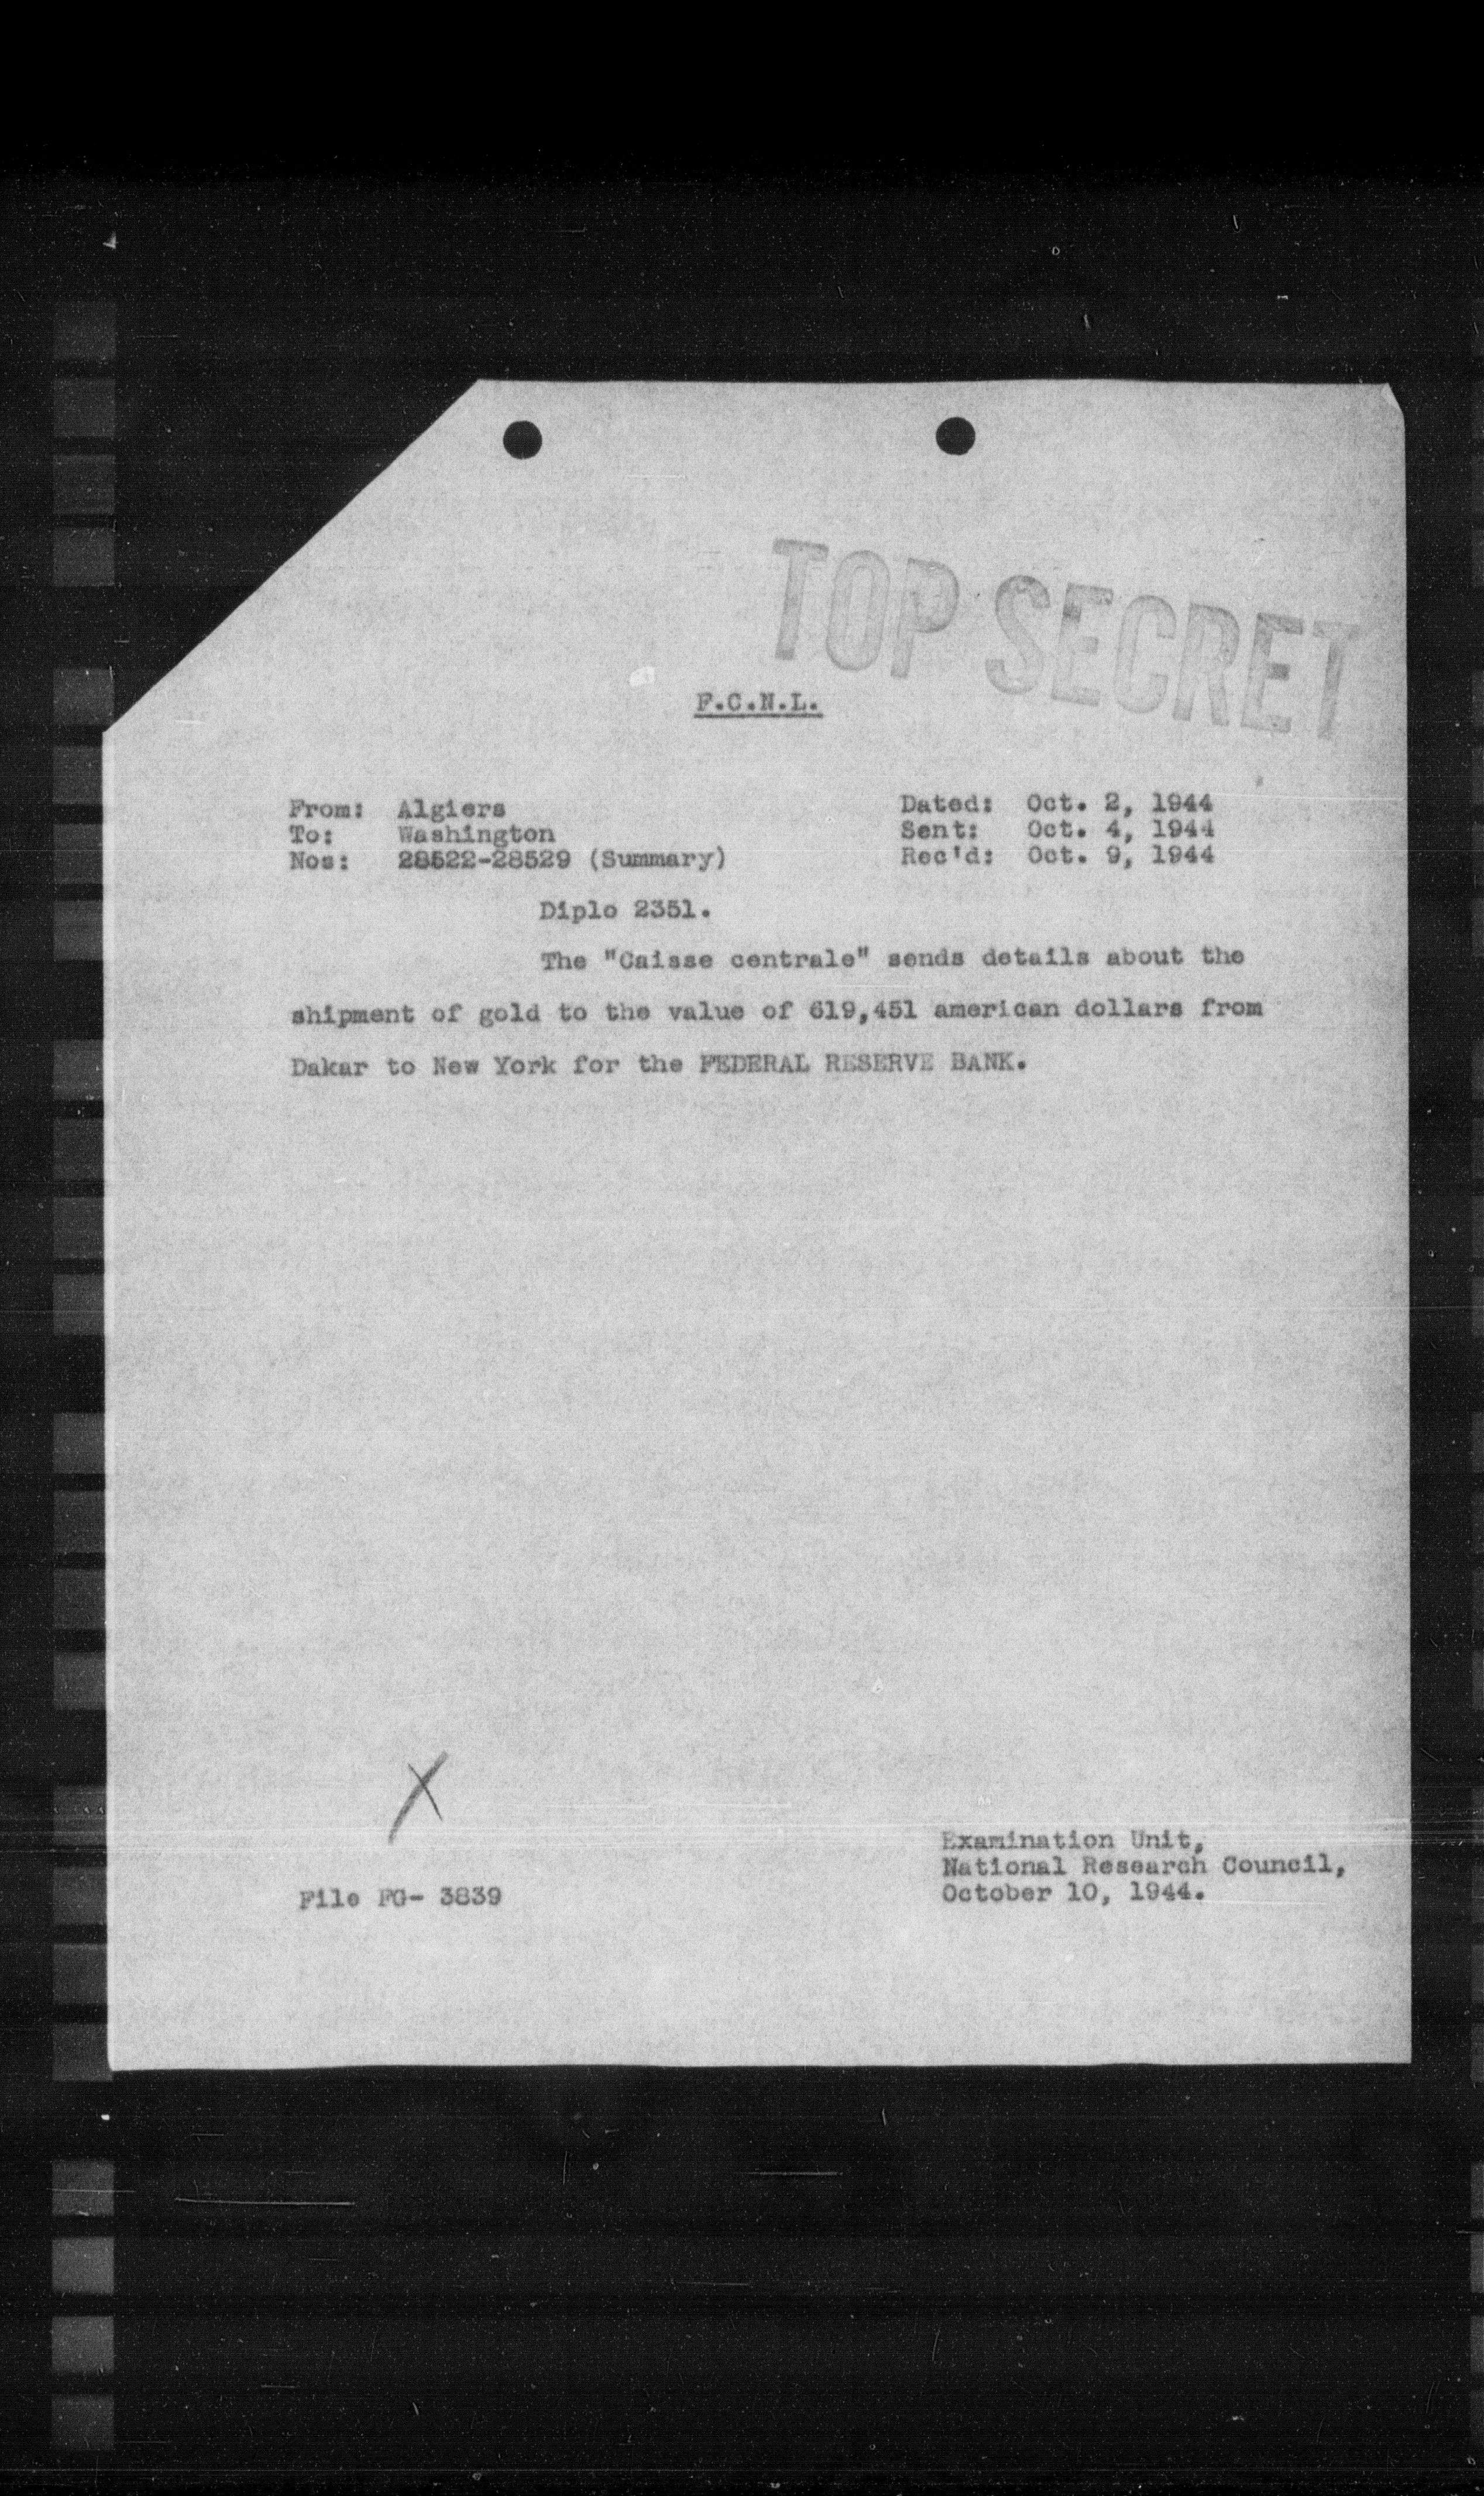 TOP SECRET
F.C.N.L.
From: Algiers
To: Washington
Nos: 28522-28529 (Summary)
Dated: Oct. 2, 1944
Sent: Oct. 4, 1944
Rec'd: Oct. 9, 1944
Diplo 2351.
The "Caisse centrale" sends details about the
shipment of gold to the value of 619,451 american dollars from
Dakar to New York for the FEDERAL RESERVE BANK.
X
File FG- 3839
Examination Unit,
National Research Council,
October 10, 1944.